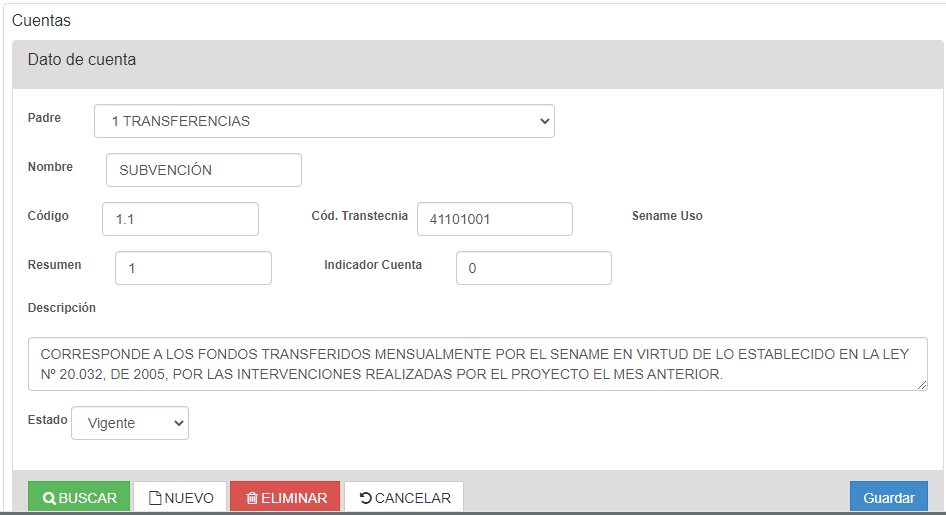 Cuentas
Dato de cuenta
Padre 1 TRANSFERENCIAS
Nombre SUBVENCIÓN
Código 1.1 Cód. Transtecnia 41101001 Sename Uso
Resumen 1 Indicador Cuenta 0
Descripción
CORRESPONDE A LOS FONDOS TRANSFERIDOS MENSUALMENTE POR EL SENAME EN VIRTUD DE LO ESTABLECIDO EN LA LEY
Nº 20.032, DE 2005, POR LAS INTERVENCIONES REALIZADAS POR EL PROYECTO EL MES ANTERIOR.
Estado Vigente
BUSCAR NUEVO ELIMINAR CANCELAR Guardar